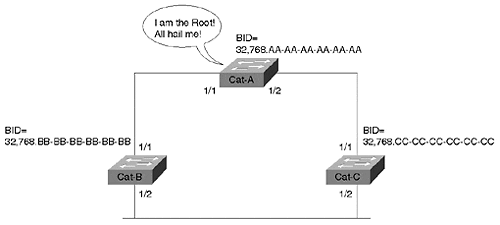 I am the Root!
All hail me!
BID=
32,768.AA-AA-AA-AA-AA-AA
Cat-A
1/1
1/2
BID=
32,768.BB-BB-BB-BB-BB-BB
1/1
Cat-B
1/2
BID=
32,768.CC-CC-CC-CC-CC-CC
1/1
Cat-C
1/2